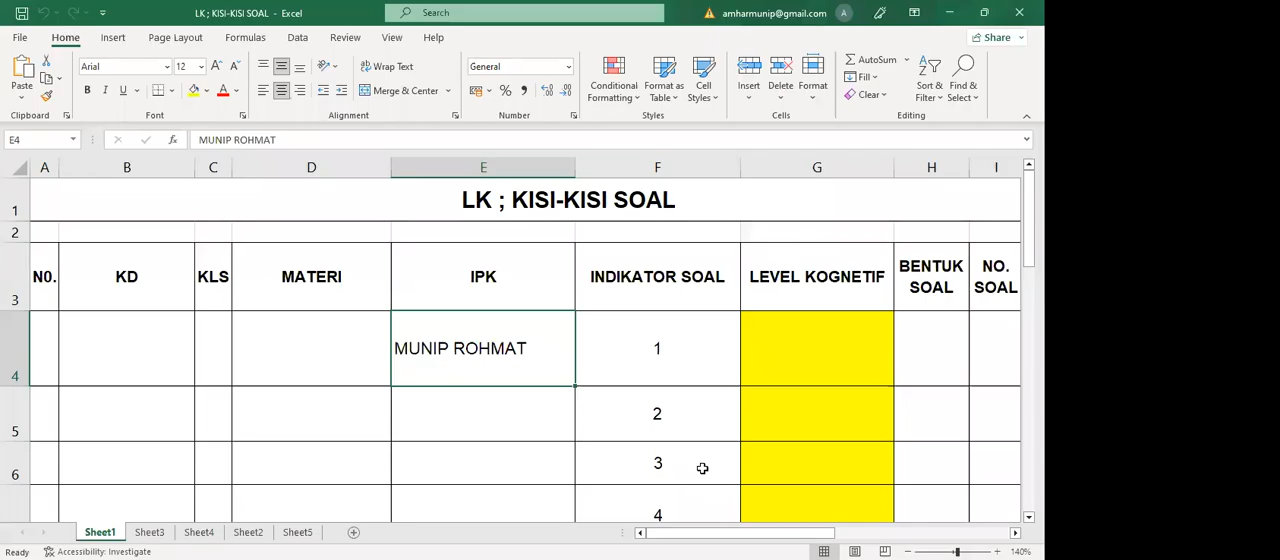 LK ; KISI-KISI SOAL - Excel
Search
amharmunip@gmail.com
A
File Home Insert Page Layout Formulas Data Review View Help
Share
Paste
Clipboard
Arial 12
B I U
Font
Wrap Text
Merge & Center
Alignment
General
Number
Conditional Formatting
Format as Table
Cell Styles
Styles
Insert Delete Format
Cells
AutoSum
Fill
Clear
Sort & Filter
Find & Select
Editing
E4 fx MUNIP ROHMAT
A B C D E F G H I
1 LK ; KISI-KISI SOAL
2
3 N0. KD KLS MATERI IPK INDIKATOR SOAL LEVEL KOGNETIF BENTUK SOAL NO. SOAL
4 MUNIP ROHMAT 1
5 2
6 3
4
Sheet1 Sheet3 Sheet4 Sheet2 Sheet5
Ready Accessibility: Investigate 140%